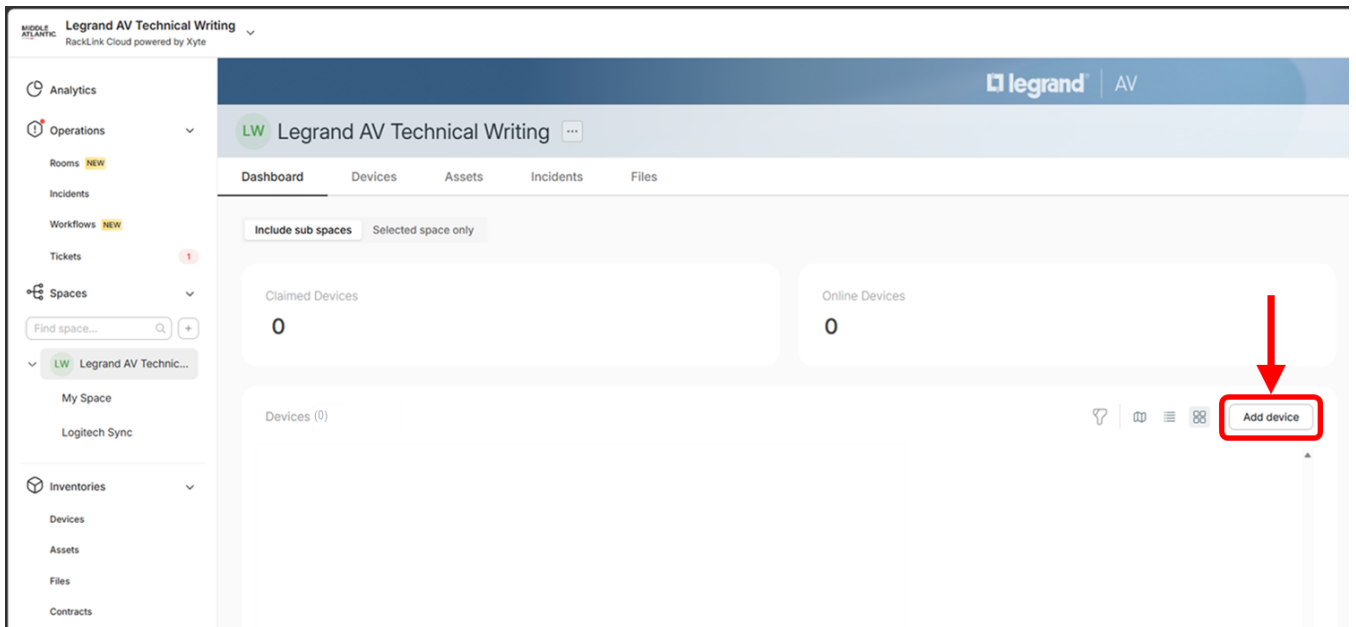 MIDDLE ATLANTIC
Legrand AV Technical Writing
RackLink Cloud powered by Xyte
Analytics
Operations
Rooms NEW
Incidents
Workflows NEW
Tickets 1
Spaces
Find space...
LW Legrand AV Technic...
My Space
Logitech Sync
Inventories
Devices
Assets
Files
Contracts
legrand AV
LW Legrand AV Technical Writing
Dashboard Devices Assets Incidents Files
Include sub spaces Selected space only
Claimed Devices
0
Online Devices
0
Devices (0)
Add device